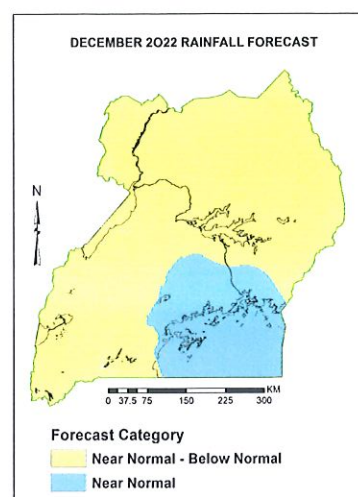 DECEMBER 2O22 RAINFALL FORECAST
N
KM
0 37.5 75 150 225 300
Forecast Category
Near Normal - Below Normal
Near Normal